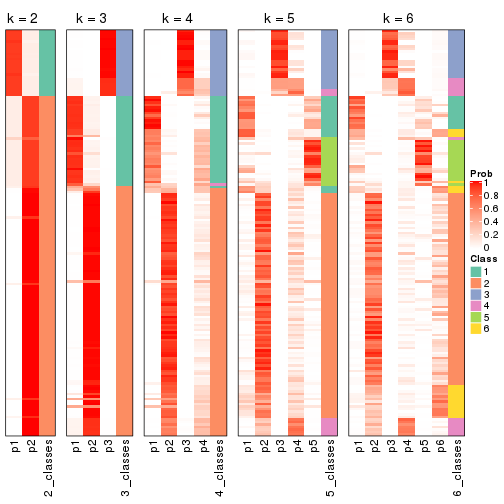 k = 2
k = 3
k = 4
k = 5
k = 6
Prob
1
0.8
0.6
0.4
0.2
0
Class
1
2
3
4
5
6
p1
p2
2_classes
p1
p2
p3
3_classes
p1
p2
p3
p4
4_classes
p1
p2
p3
p4
p5
5_classes
p1
p2
p3
p4
p5
p6
6_classes